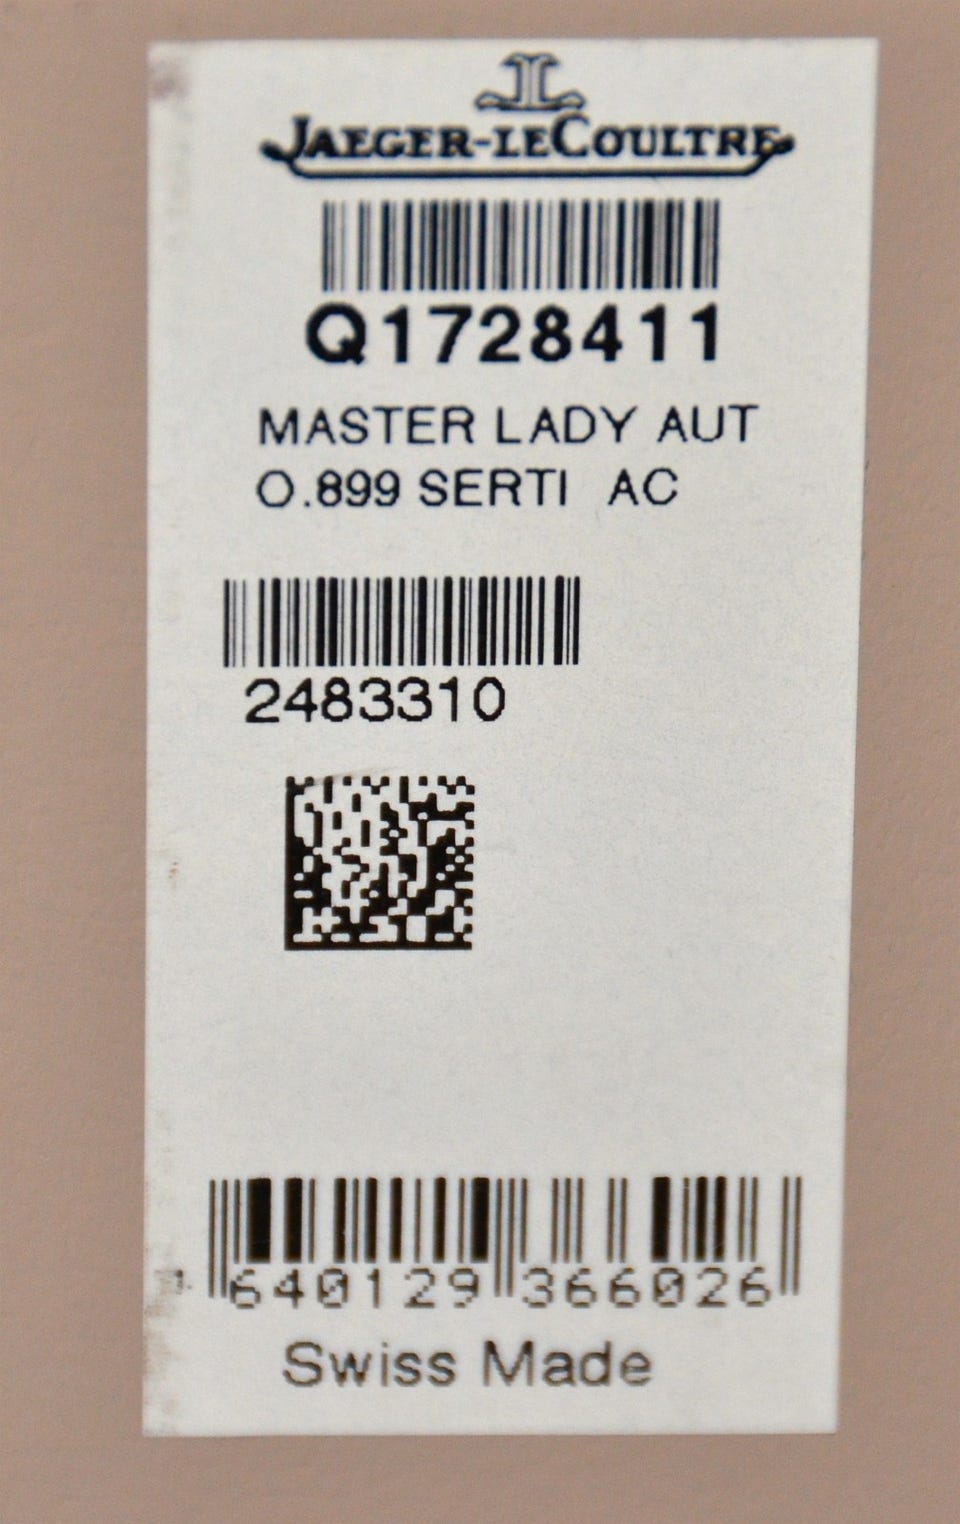 JAEGER-LECOULTRE
Q1728411
MASTER LADY AUT
O.899 SERTI AC
2483310
640129 366026
Swiss Made